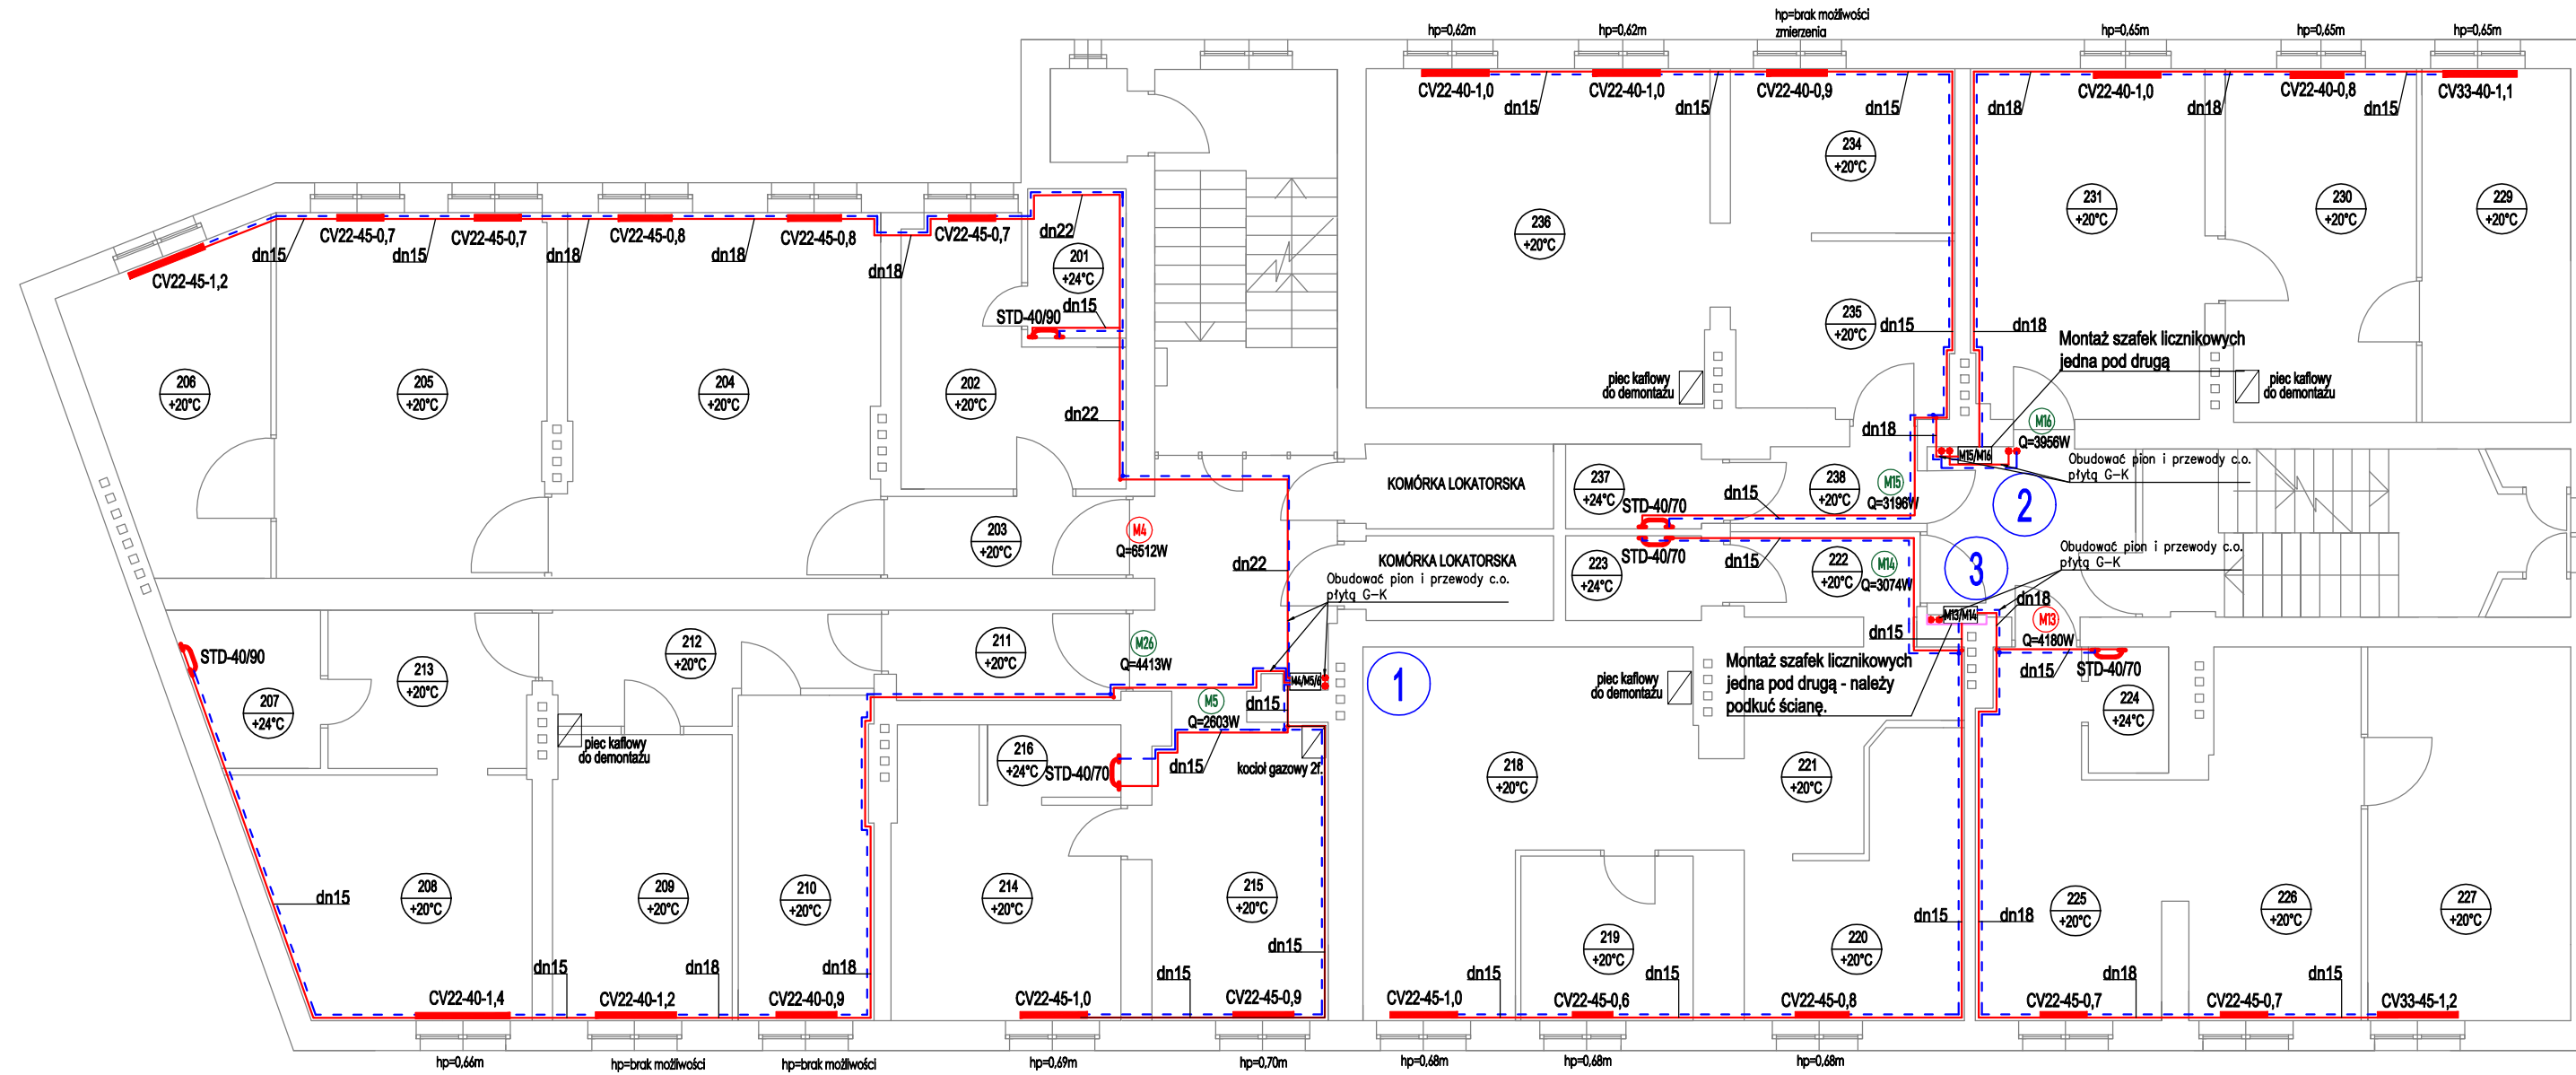 hp=0,62m
hp=0,62m
hp=brak możliwości
zmierzenia
hp=0,65m
hp=0,65m
hp=0,65m
CV22-40-1,0
dn15
CV22-40-1,0
dn15
CV22-40-0,9
dn15
dn18
CV22-40-1,0
dn18
CV22-40-0,8
dn15
CV33-40-1,1
234
+20°C
236
+20°C
231
+20°C
230
+20°C
229
+20°C
CV22-45-1,2
dn15
CV22-45-0,7
dn15
CV22-45-0,7
dn18
CV22-45-0,8
dn18
CV22-45-0,8
dn18
CV22-45-0,7
dn22
201
+24°C
dn15
STD-40/90
235
+20°C
dn15
dn18
Montaż szafek licznikowych
jedna pod drugą
206
+20°C
205
+20°C
204
+20°C
202
+20°C
dn22
piec kaflowy
do demontażu
piec kaflowy
do demontażu
dn18
M16
Q=3956W
M15/M16
Obudować pion i przewody c.o.
płytą G-K
KOMÓRKA LOKATORSKA
237
+24°C
STD-40/70
dn15
238
+20°C
M15
Q=3196W
2
203
+20°C
M4
Q=6512W
dn22
KOMÓRKA LOKATORSKA
Obudować pion i przewody c.o.
płytą G-K
223
+24°C
STD-40/70
dn15
222
+20°C
M14
Q=3074W
3
Obudować pion i przewody c.o.
płytą G-K
dn18
M13/M14
M13
Q=4180W
dn15
STD-40/70
dn15
STD-40/90
213
+20°C
212
+20°C
211
+20°C
M26
Q=4413W
M4/M5/6
1
207
+24°C
M5
Q=2603W
dn15
piec kaflowy
do demontażu
Montaż szafek licznikowych
jedna pod drugą - należy
podkuć ścianę.
224
+24°C
piec kaflowy
do demontażu
216
+24°C
STD-40/70
dn15
kocioł gazowy 2f.
218
+20°C
221
+20°C
dn15
208
+20°C
209
+20°C
210
+20°C
214
+20°C
215
+20°C
dn15
219
+20°C
220
+20°C
dn15
dn18
225
+20°C
226
+20°C
227
+20°C
CV22-40-1,4
dn15
CV22-40-1,2
dn18
CV22-40-0,9
dn18
CV22-45-1,0
dn15
CV22-45-0,9
CV22-45-1,0
dn15
CV22-45-0,6
dn15
CV22-45-0,8
CV22-45-0,7
dn18
CV22-45-0,7
dn15
CV33-45-1,2
hp=0,66m
hp=brak możliwości
hp=brak możliwości
hp=0,69m
hp=0,70m
hp=0,68m
hp=0,68m
hp=0,68m